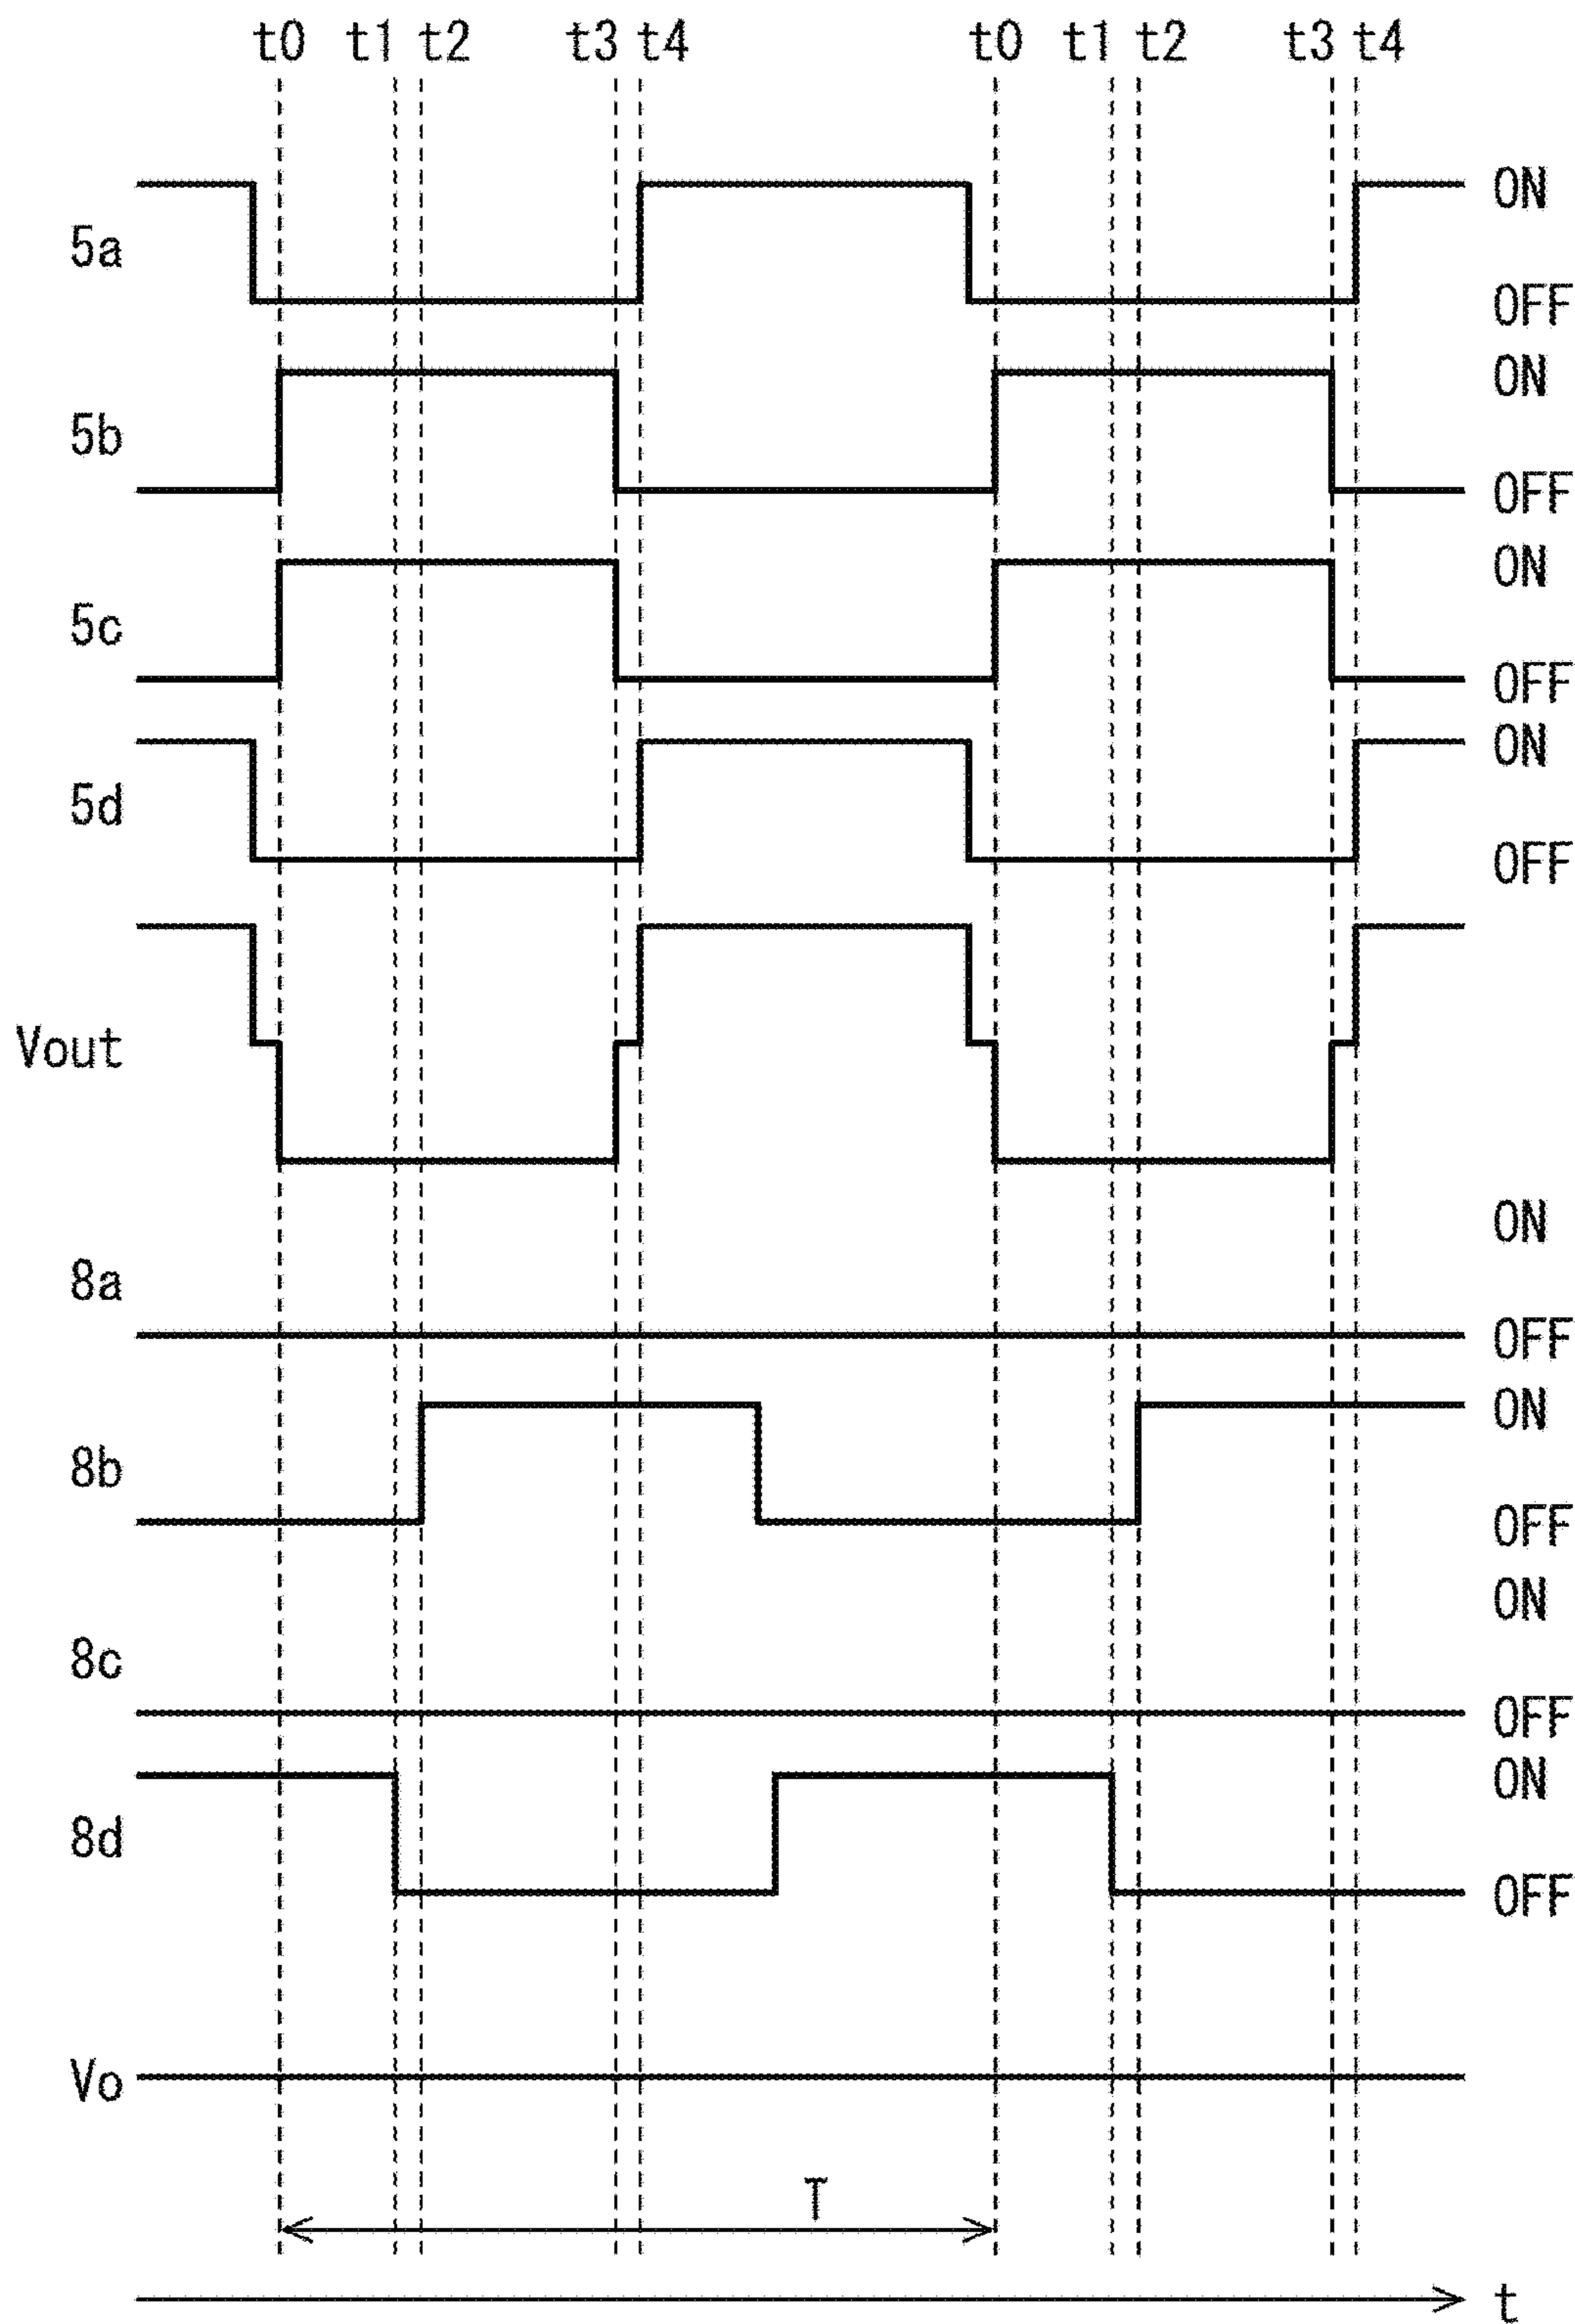 t0 t1 t2 t3 t4 t0 t1 t2 t3 t4
ON
5a
OFF
ON
5b
OFF
ON
5c
OFF
ON
5d
OFF
Vout
ON
8a
OFF
ON
8b
OFF
ON
8c
OFF
ON
8d
OFF
Vo
T
t